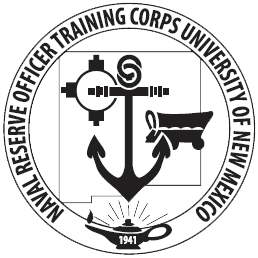 NAVAL RESERVE OFFICER TRAINING CORPS UNIVERSITY OF NEW MEXICO
1941